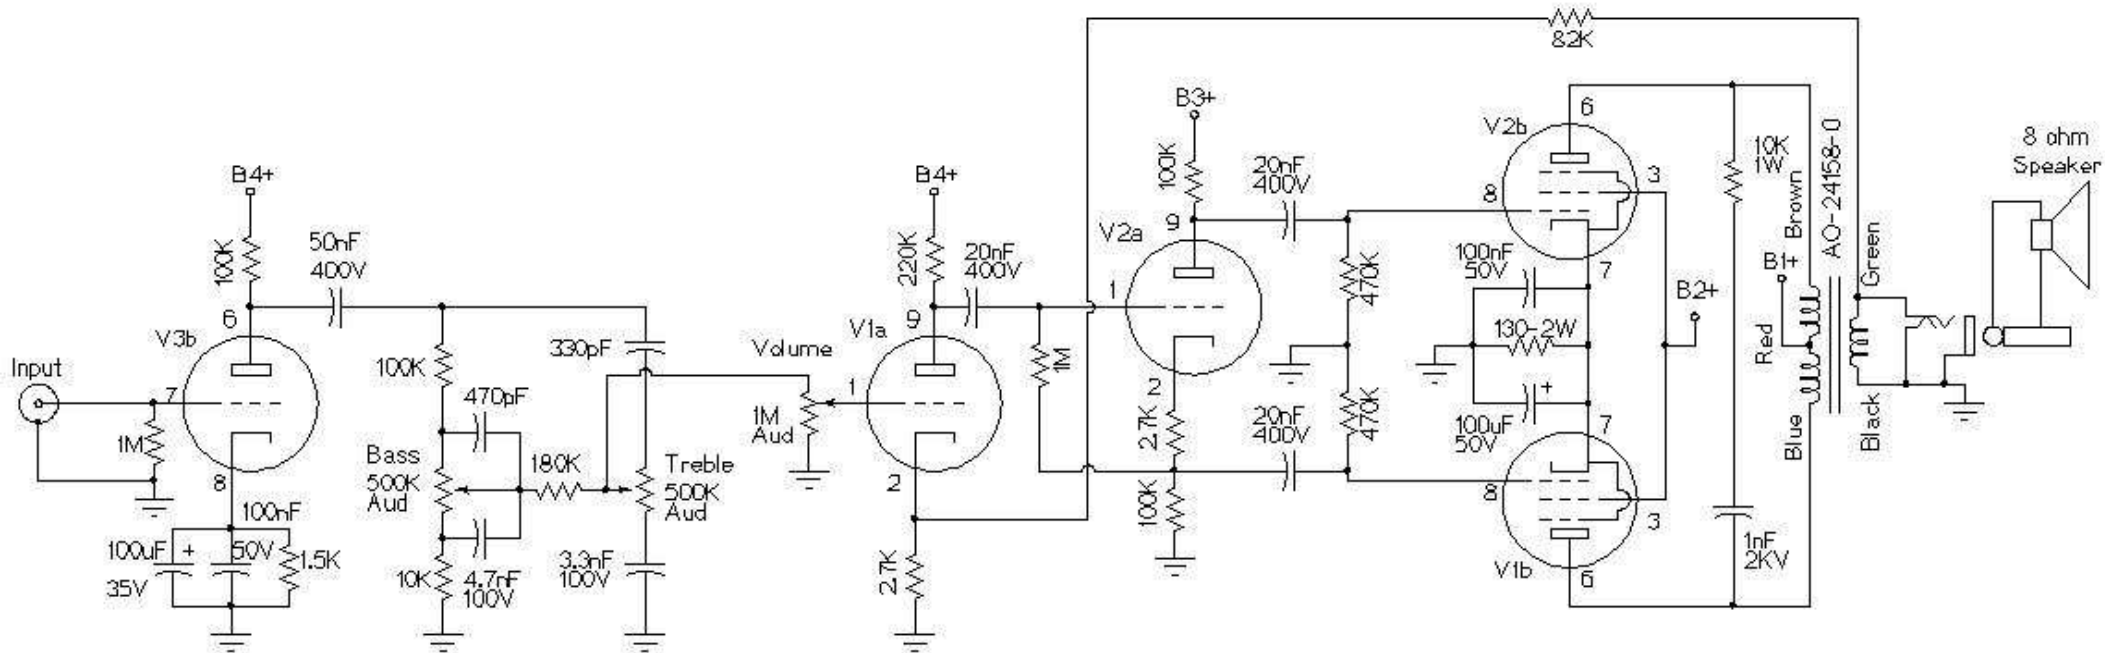 82K
B3+
6
V2b
8 ohm
Speaker
10K
1W
AO-24158-0
Brown
3
8
20nF
400V
100K
B4+
B4+
9
V2a
7
100nF
50V
B1+
Green
B2+
50nF
400V
100K
220K
20nF
400V
1
470K
130-2W
Red
6
V3b
V1a
9
Volume
330pF
1M
2
Input
7
100K
470pF
1M
Aud
1
20nF
400V
470K
100uF
50V
+
7
Blue
Black
2.7K
1M
Bass
500K
Aud
180K
Treble
500K
Aud
8
2
8
3
100K
100nF
50V
100uF
35V
+
1.5K
10K
4.7nF
100V
3.3nF
100V
2.7K
V1b
6
1nF
2KV